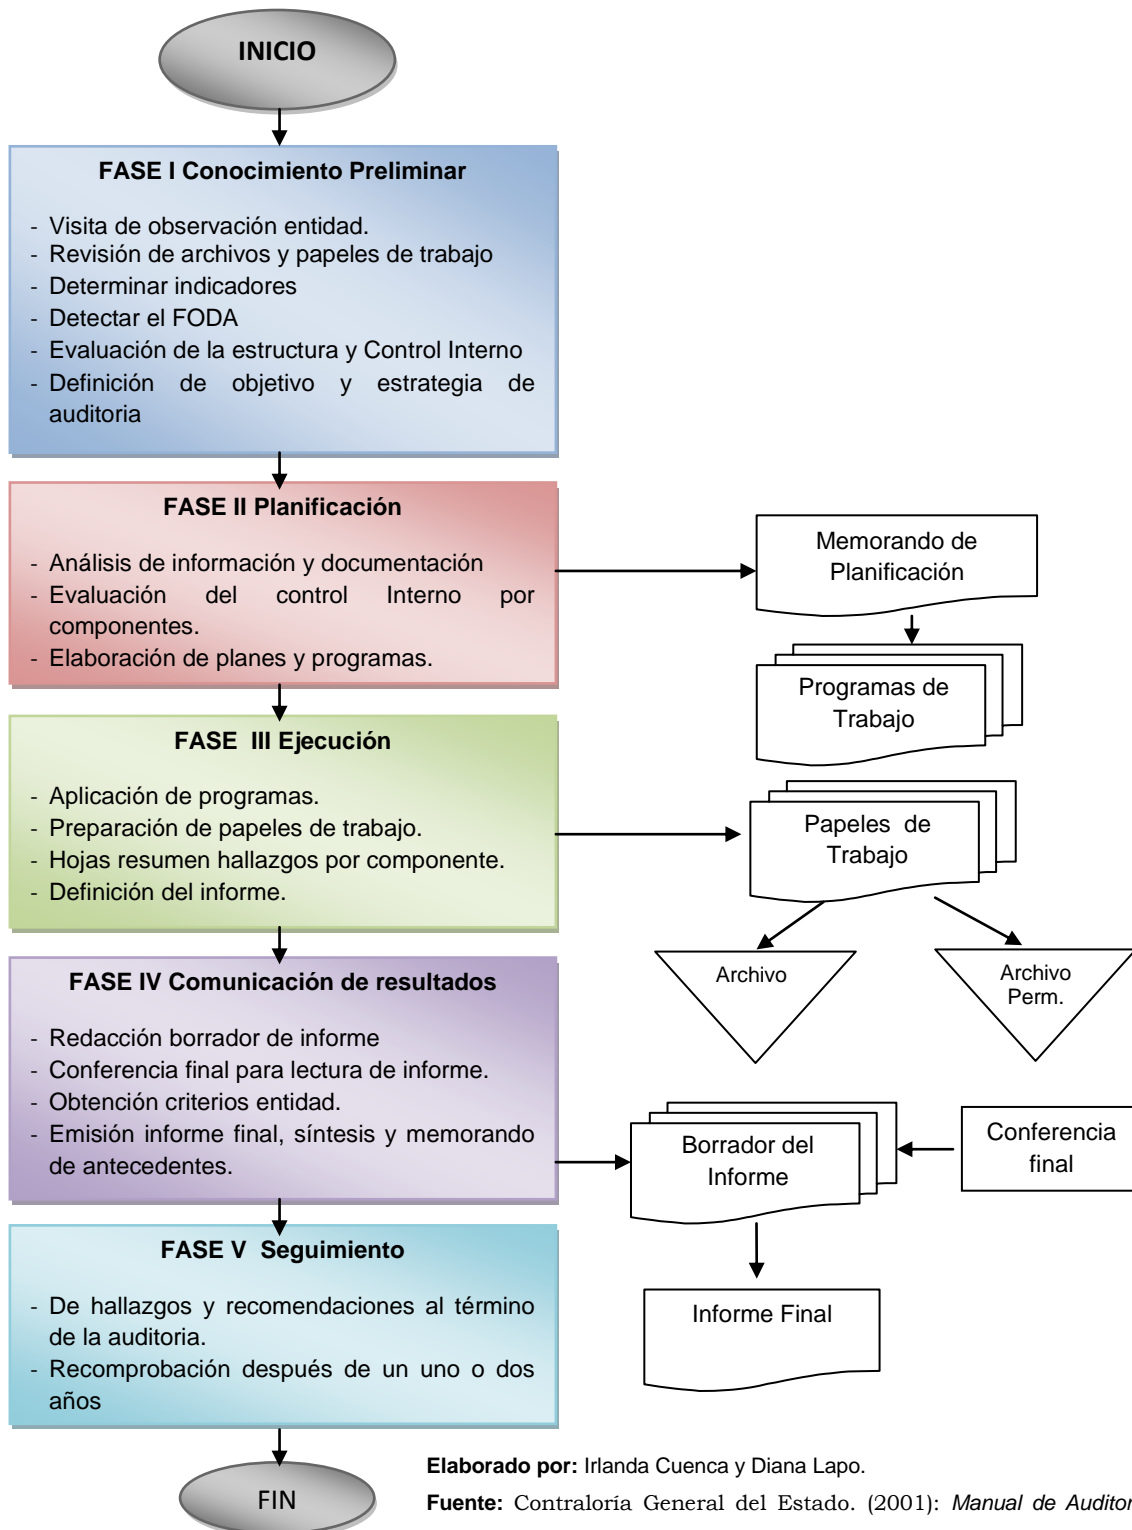 INICIO
FASE I Conocimiento Preliminar
- Visita de observación entidad.
- Revisión de archivos y papeles de trabajo
- Determinar indicadores
- Detectar el FODA
- Evaluación de la estructura y Control Interno
- Definición de objetivo y estrategia de
auditoria
FASE II Planificación
- Análisis de información y documentación
- Evaluación del control Interno por
componentes.
- Elaboración de planes y programas.
Memorando de
Planificación
Programas de
Trabajo
FASE III Ejecución
- Aplicación de programas.
- Preparación de papeles de trabajo.
- Hojas resumen hallazgos por componente.
- Definición del informe.
Papeles de
Trabajo
Archivo
Archivo
Perm.
FASE IV Comunicación de resultados
- Redacción borrador de informe
- Conferencia final para lectura de informe.
- Obtención criterios entidad.
- Emisión informe final, síntesis y memorando
de antecedentes.
Borrador del
Informe
Conferencia
final
Informe Final
FASE V Seguimiento
- De hallazgos y recomendaciones al término
de la auditoria.
- Recomprobación después de un uno o dos
años
FIN
Elaborado por: Irlanda Cuenca y Diana Lapo.
Fuente: Contraloría General del Estado. (2001): Manual de Auditor